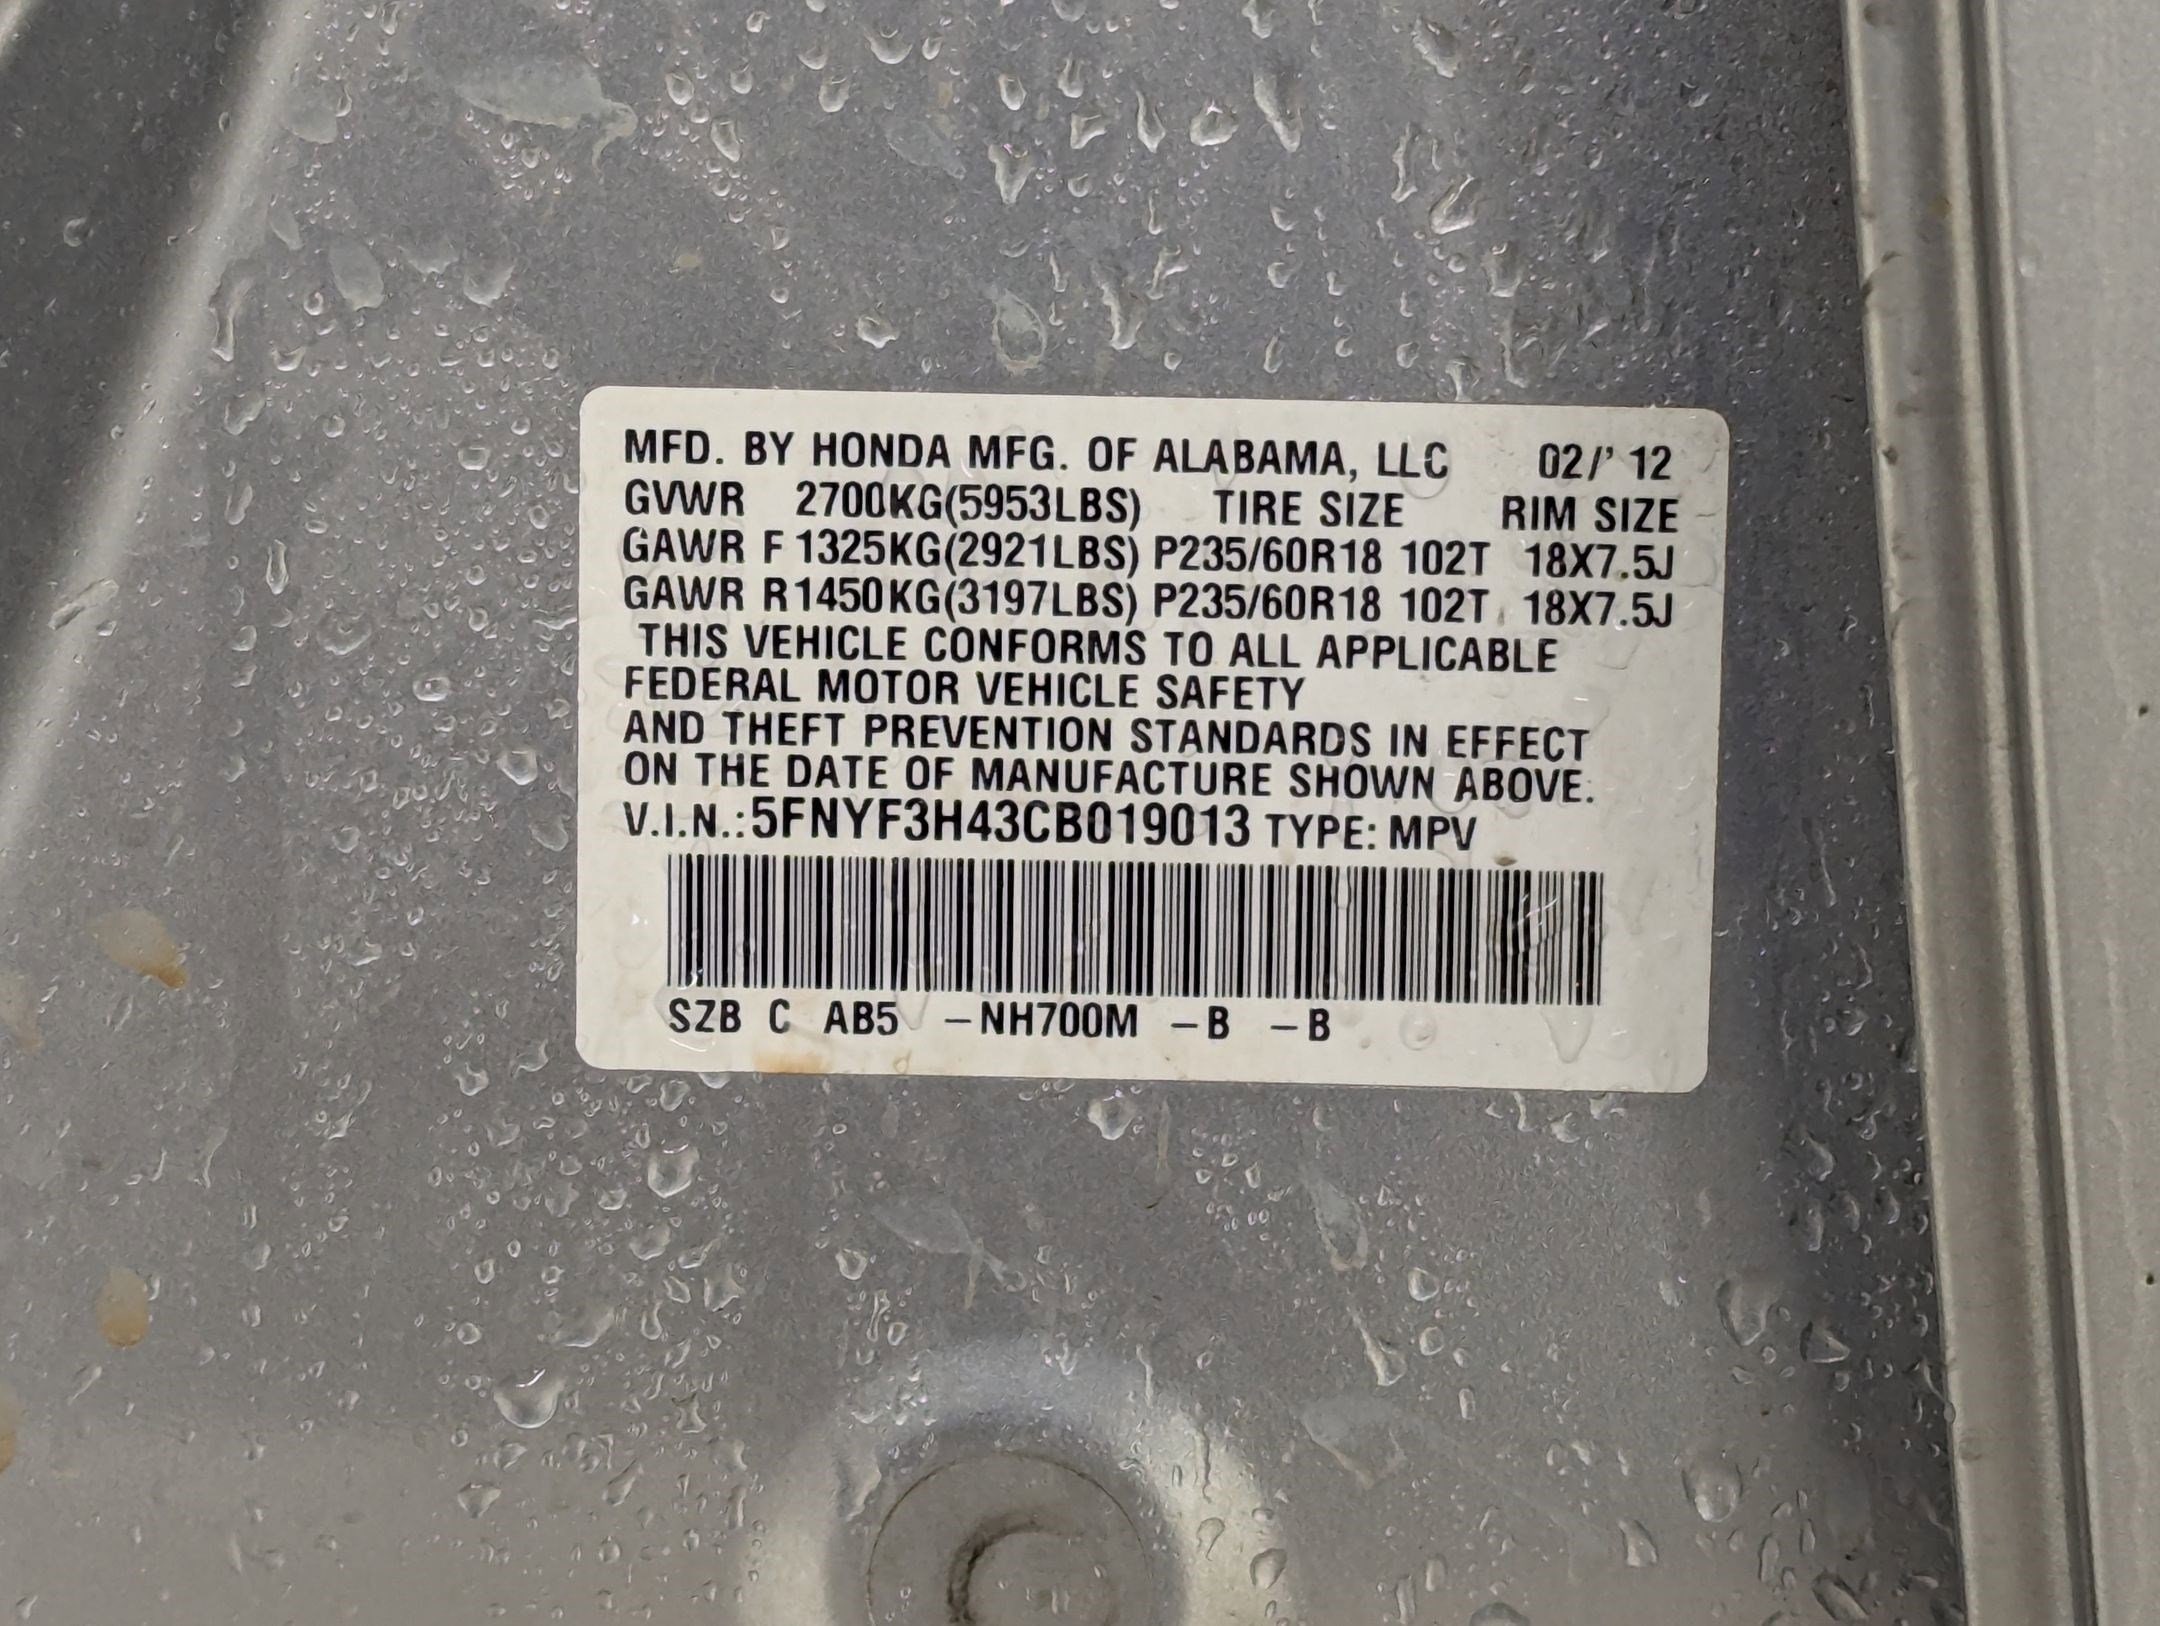 MFD. BY HONDA MFG. OF ALABAMA, LLC 02/' 12
GVWR 2700KG(5953LBS) TIRE SIZE RIM SIZE
GAWR F 1325KG(2921LBS) P235/60R18 102T 18X7.5J
GAWR R1450KG(3197LBS) P235/60R18 102T 18X7.5J
THIS VEHICLE CONFORMS TO ALL APPLICABLE
FEDERAL MOTOR VEHICLE SAFETY
AND THEFT PREVENTION STANDARDS IN EFFECT
ON THE DATE OF MANUFACTURE SHOWN ABOVE.
V.I.N.:5FNYF3H43CB019013 TYPE: MPV
SZB C AB5 –NH700M –B –B